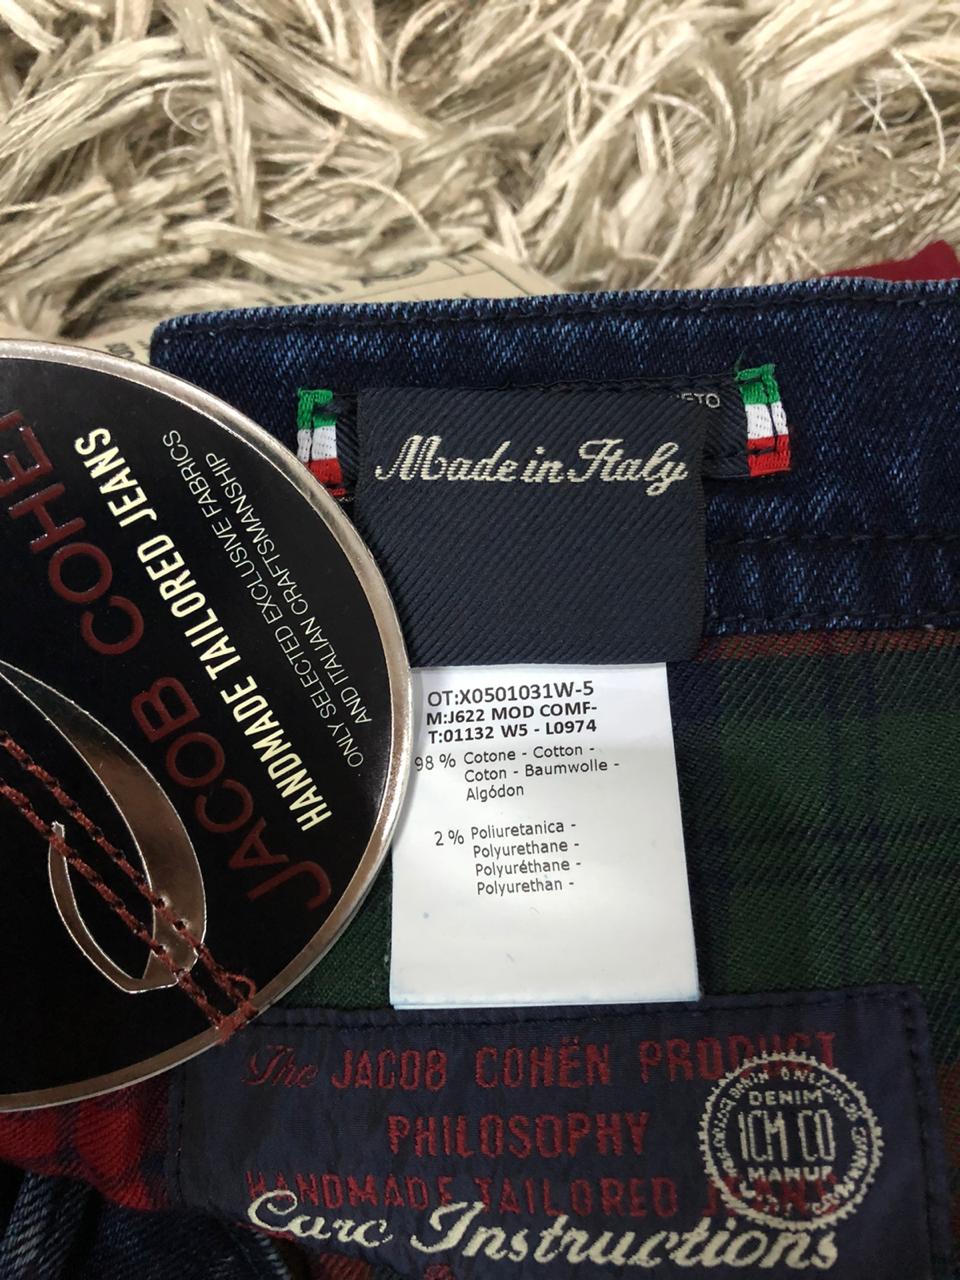 JACOB COHE
HANDMADE TAILORED JEANS
ONLY SELECTED EXCLUSIVE FABRICS
AND ITALIAN CRAFTSMANSHIP
Made in Italy
OT:X0501031W-5
M:J622 MOD COMF-
T:01132 W5 - L0974
98 % Cotone - Cotton -
Coton - Baumwolle -
Algódon
2 % Poliuretanica -
Polyurethane -
Polyuréthane -
Polyurethan -
The JACOB COHËN PRODUCT
PHILOSOPHY
HANDMADE TAILORED JEANS
Care Instructions
DENIM
JCM CO
MANUF